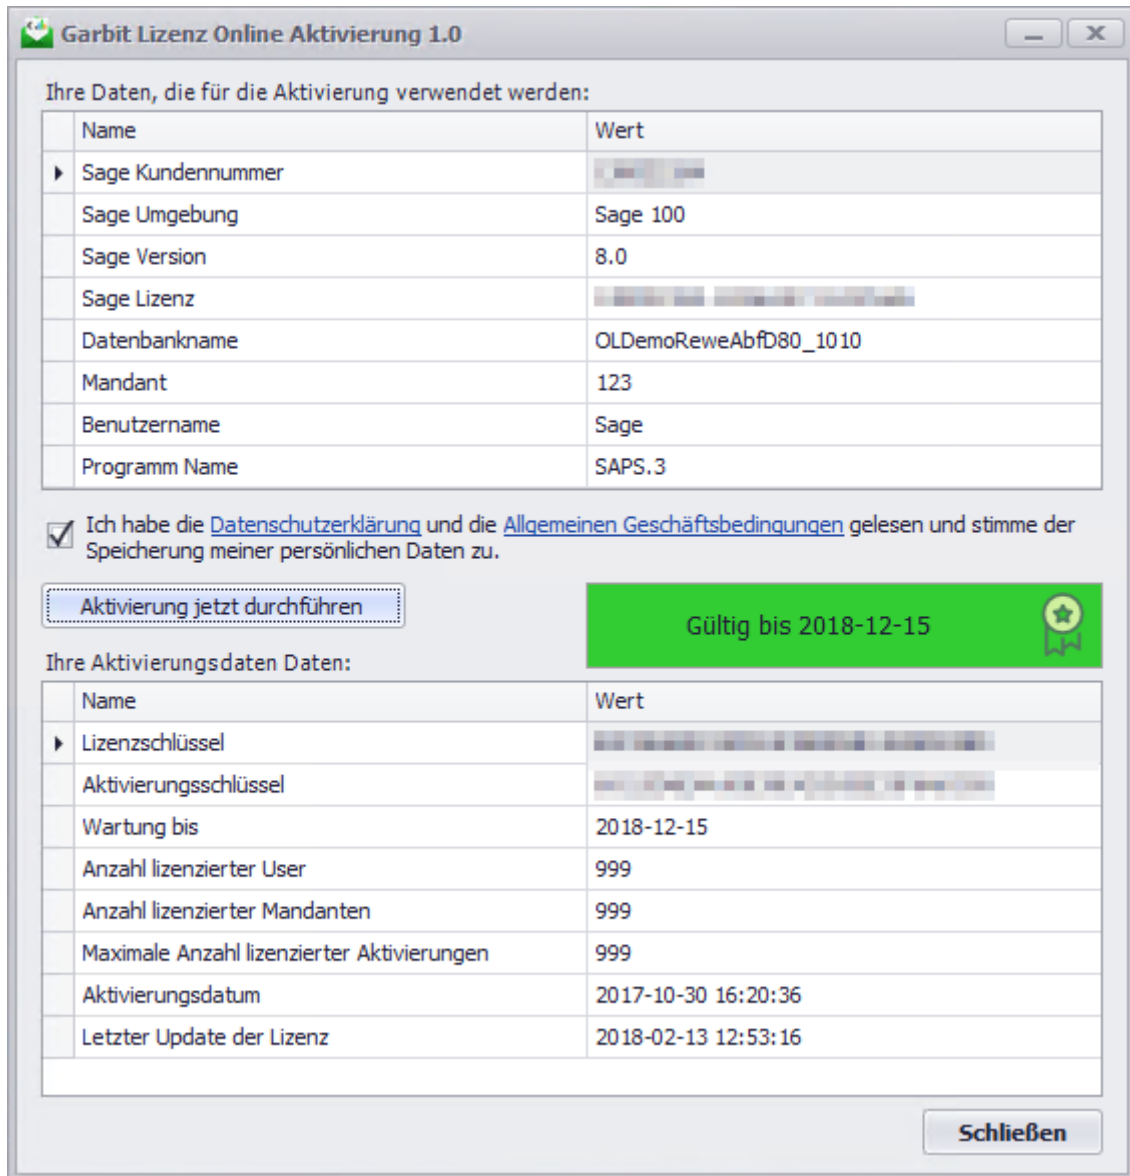 Garbit Lizenz Online Aktivierung 1.0
Ihre Daten, die für die Aktivierung verwendet werden:
Name Wert
Sage Kundennummer
Sage Umgebung Sage 100
Sage Version 8.0
Sage Lizenz
Datenbankname OLDemoReweAbfD80_1010
Mandant 123
Benutzername Sage
Programm Name SAPS.3
Ich habe die Datenschutzerklärung und die Allgemeinen Geschäftsbedingungen gelesen und stimme der
Speicherung meiner persönlichen Daten zu.
Aktivierung jetzt durchführen
Gültig bis 2018-12-15
Ihre Aktivierungsdaten Daten:
Name Wert
Lizenzschlüssel
Aktivierungsschlüssel
Wartung bis 2018-12-15
Anzahl lizenzierter User 999
Anzahl lizenzierter Mandanten 999
Maximale Anzahl lizenzierter Aktivierungen 999
Aktivierungsdatum 2017-10-30 16:20:36
Letzter Update der Lizenz 2018-02-13 12:53:16
Schließen